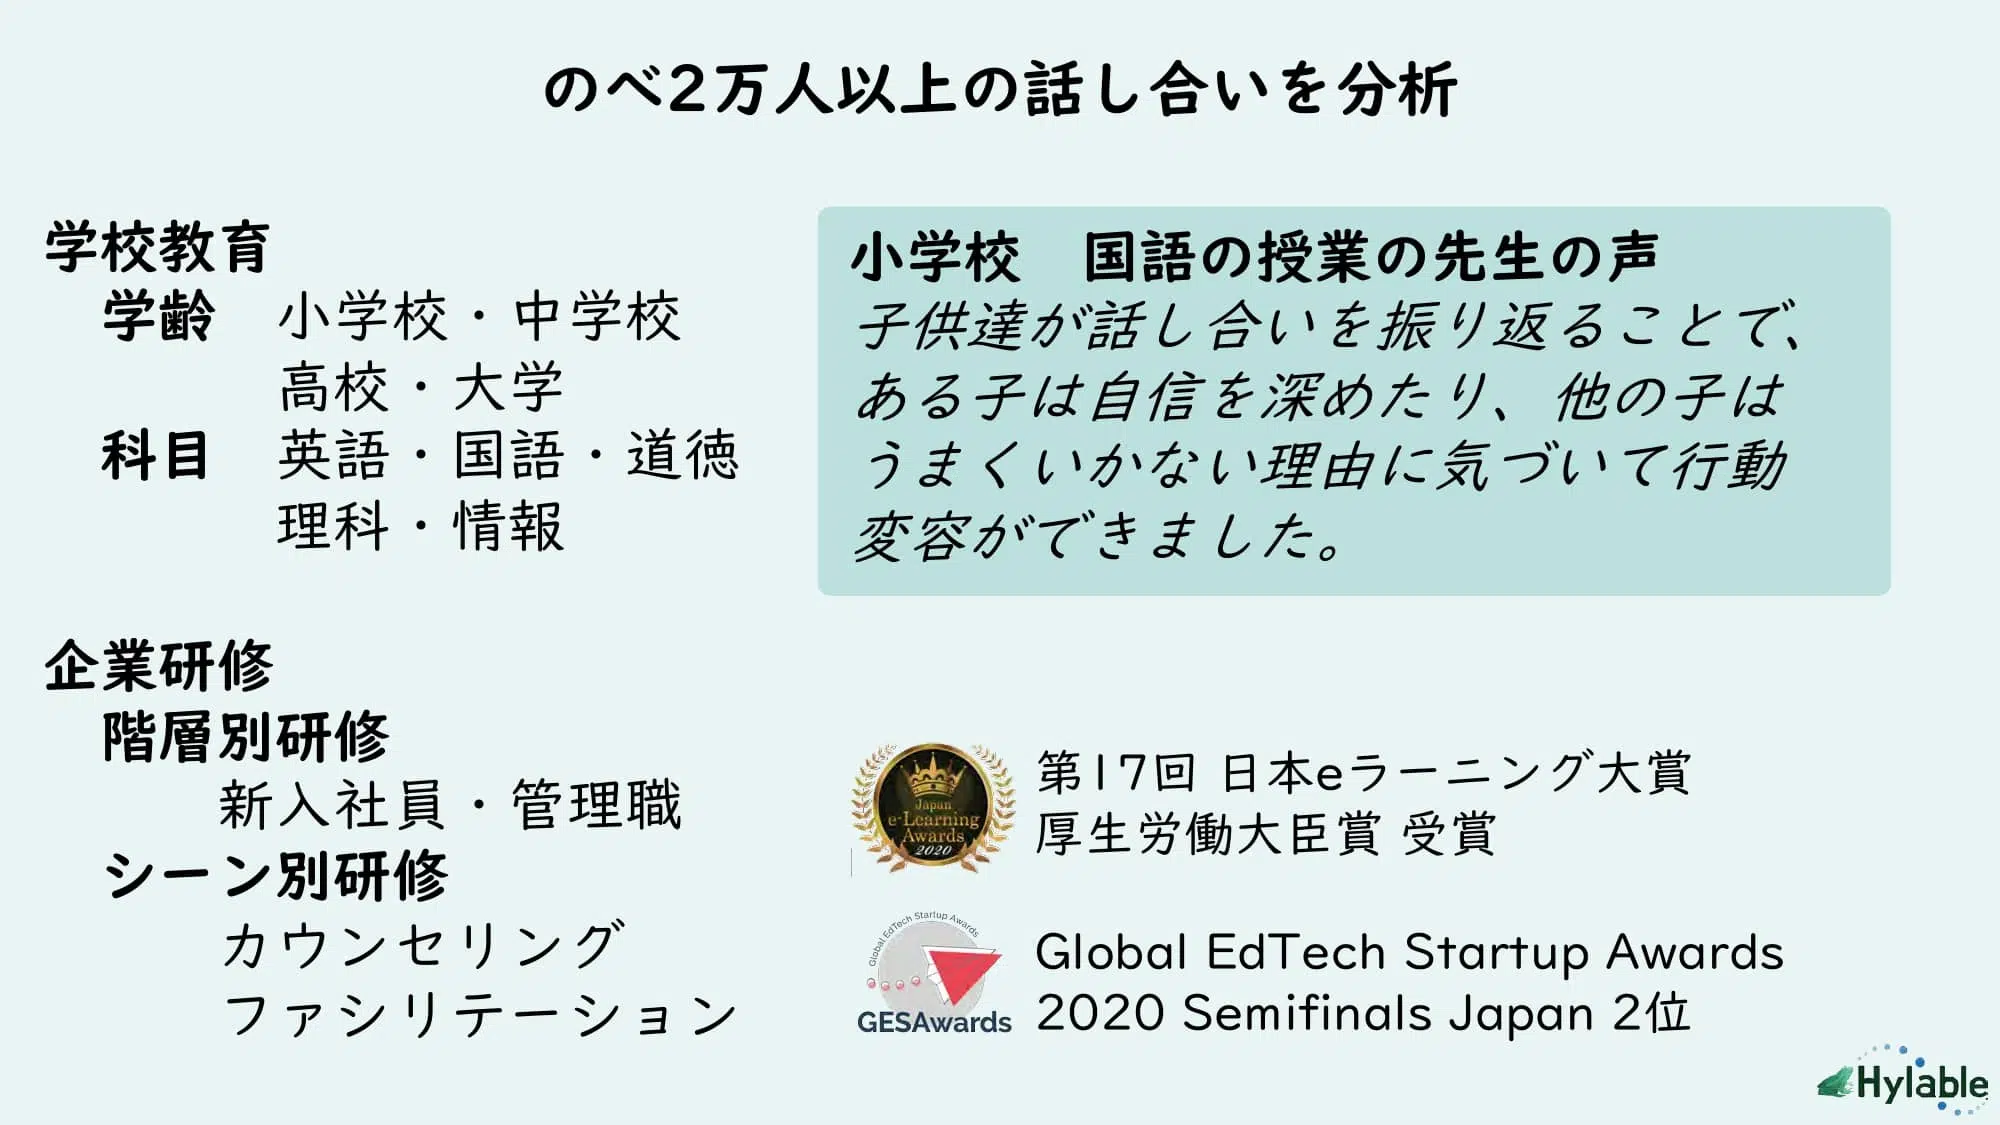 のべ2万人以上の話し合いを分析
学校教育
学齢　小学校・中学校
高校・大学
科目　英語・国語・道徳
理科・情報
企業研修
階層別研修
新入社員・管理職
シーン別研修
カウンセリング
ファシリテーション
小学校　国語の授業の先生の声
子供達が話し合いを振り返ることで、
ある子は自信を深めたり、他の子は
うまくいかない理由に気づいて行動
変容ができました。
Japan
e-Learning
Awards
2020
第17回 日本eラーニング大賞
厚生労働大臣賞 受賞
Global EdTech Startup Awards
GESAwards
Global EdTech Startup Awards
2020 Semifinals Japan 2位
Hylable